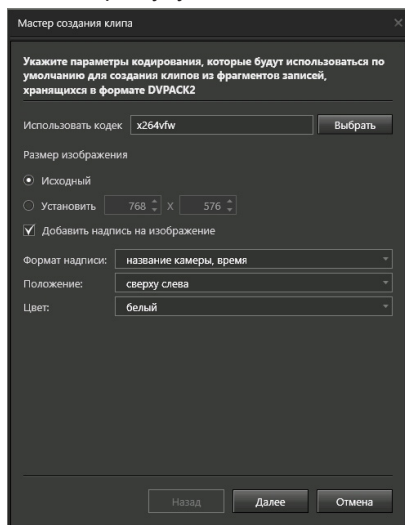 Мастер создания клипа
Укажите параметры кодирования, которые будут использоваться по
умолчанию для создания клипов из фрагментов записей,
хранящихся в формате DVPACK2
Использовать кодек x264vfw Выбрать
Размер изображения
Исходный
Установить 768 X 576
Добавить надпись на изображение
Формат надписи: название камеры, время
Положение: сверху слева
Цвет: белый
Назад Далее Отмена